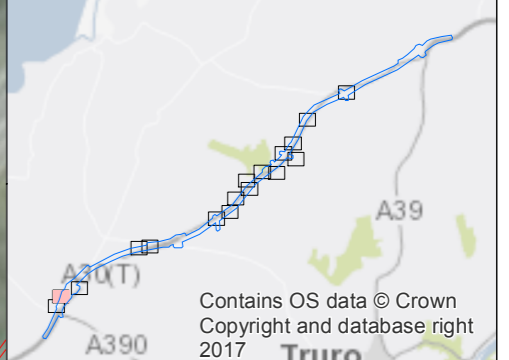 A39
A30(T)
Contains OS data © Crown
Copyright and database right
2017
A390
Truro